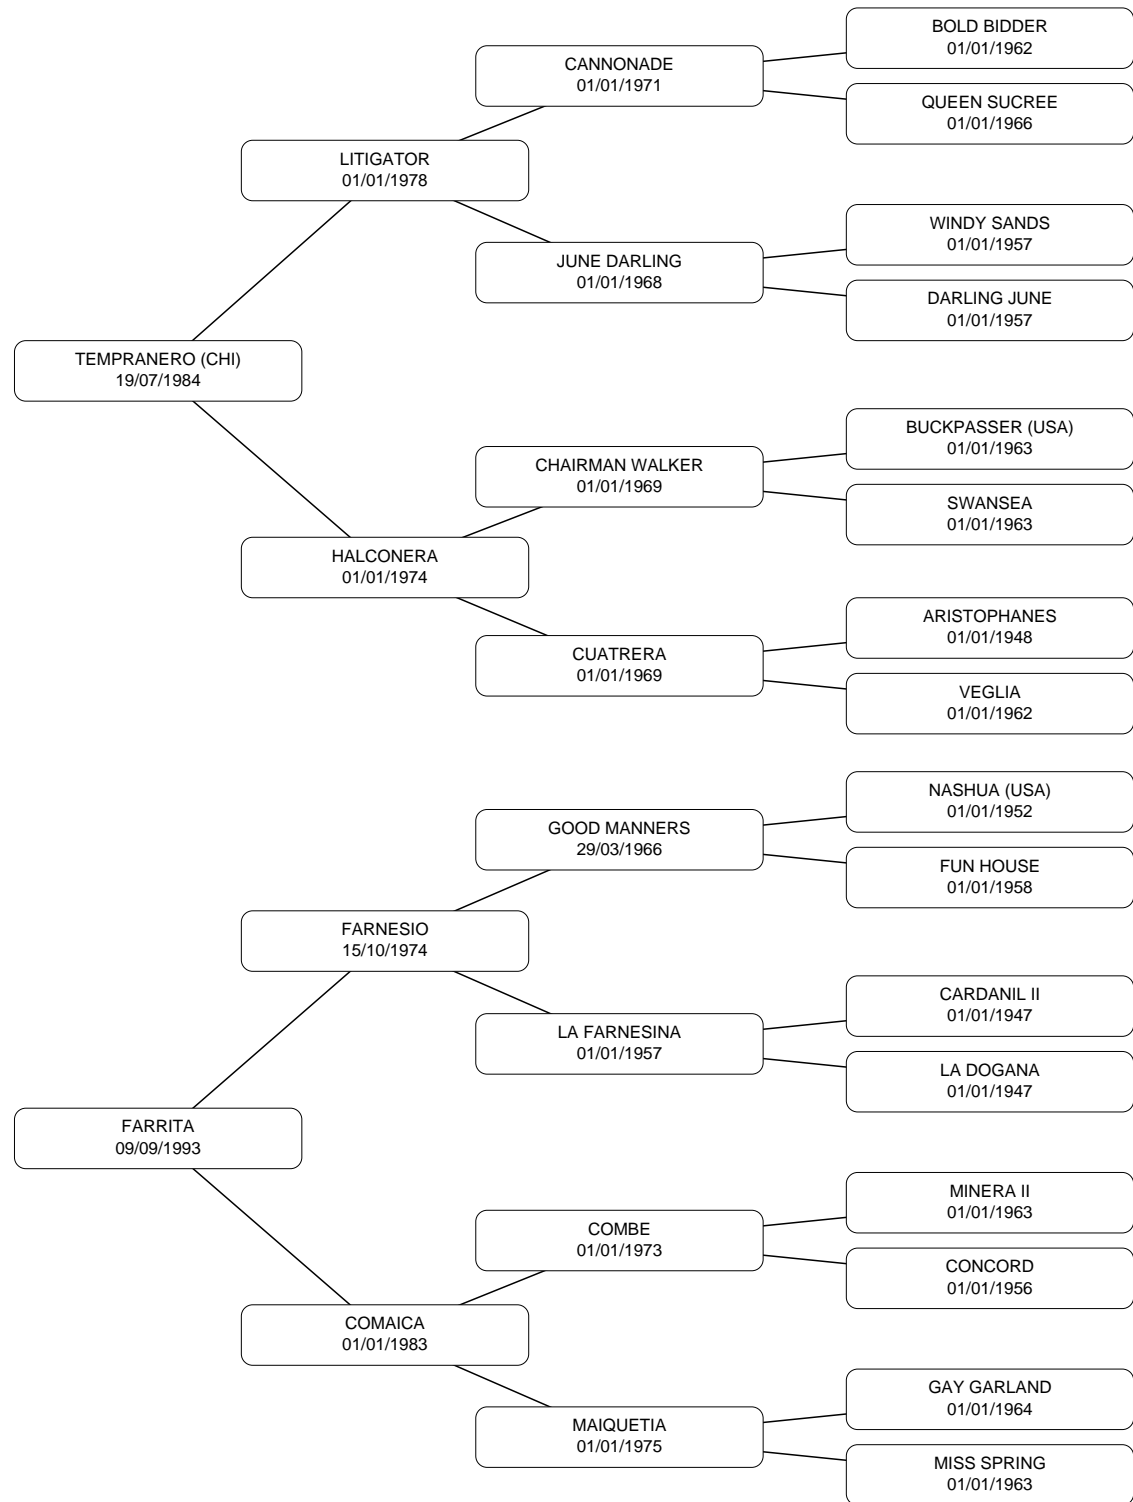 BOLD BIDDER
01/01/1962
CANNONADE
01/01/1971
QUEEN SUCREE
01/01/1966
LITIGATOR
01/01/1978
WINDY SANDS
01/01/1957
JUNE DARLING
01/01/1968
DARLING JUNE
01/01/1957
TEMPRANERO (CHI)
19/07/1984
BUCKPASSER (USA)
01/01/1963
CHAIRMAN WALKER
01/01/1969
SWANSEA
01/01/1963
HALCONERA
01/01/1974
ARISTOPHANES
01/01/1948
CUATRERA
01/01/1969
VEGLIA
01/01/1962
NASHUA (USA)
01/01/1952
GOOD MANNERS
29/03/1966
FUN HOUSE
01/01/1958
FARNESIO
15/10/1974
CARDANIL II
01/01/1947
LA FARNESINA
01/01/1957
LA DOGANA
01/01/1947
FARRITA
09/09/1993
MINERA II
01/01/1963
COMBE
01/01/1973
CONCORD
01/01/1956
COMAICA
01/01/1983
GAY GARLAND
01/01/1964
MAIQUETIA
01/01/1975
MISS SPRING
01/01/1963